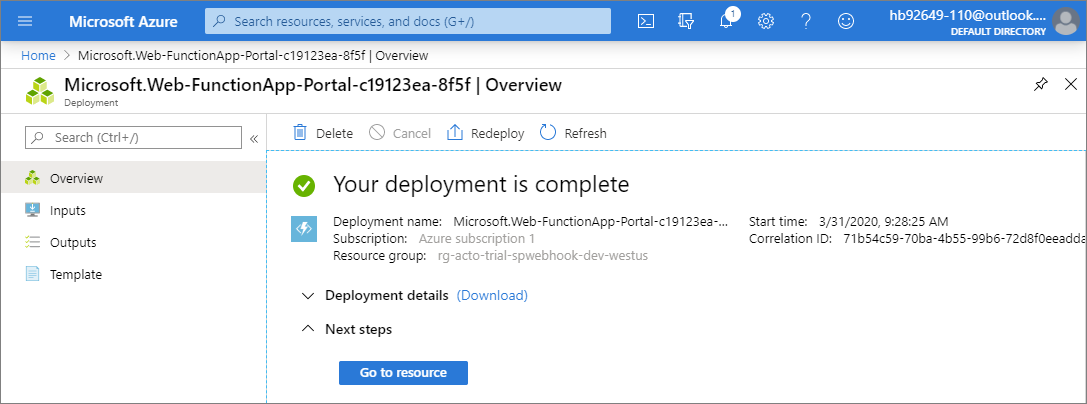 Microsoft Azure
Search resources, services, and docs (G+/)
1
hb92649-110@outlook....
DEFAULT DIRECTORY
Home > Microsoft.Web-FunctionApp-Portal-c19123ea-8f5f | Overview
Microsoft.Web-FunctionApp-Portal-c19123ea-8f5f | Overview
Deployment
Search (Ctrl+/)
«
Delete
Cancel
Redeploy
Refresh
Overview
Inputs
Outputs
Template
Your deployment is complete
Deployment name: Microsoft.Web-FunctionApp-Portal-c19123ea-...
Subscription: Azure subscription 1
Resource group: rg-acto-trial-spwebhook-dev-westus
Start time: 3/31/2020, 9:28:25 AM
Correlation ID: 71b54c59-70ba-4b55-99b6-72d8f0eeadda
Deployment details (Download)
Next steps
Go to resource